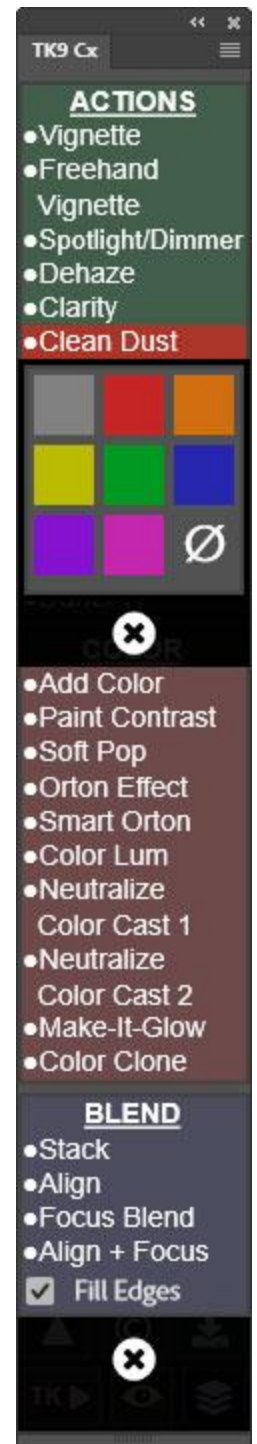 TK9 Cx
ACTIONS
●Vignette
●Freehand
Vignette
●Spotlight/Dimmer
●Dehaze
●Clarity
●Clean Dust
Ø
COLOR
●Add Color
●Paint Contrast
●Soft Pop
●Orton Effect
●Smart Orton
●Color Lum
●Neutralize
Color Cast 1
●Neutralize
Color Cast 2
●Make-It-Glow
●Color Clone
BLEND
●Stack
●Align
●Focus Blend
●Align + Focus
Fill Edges
TK